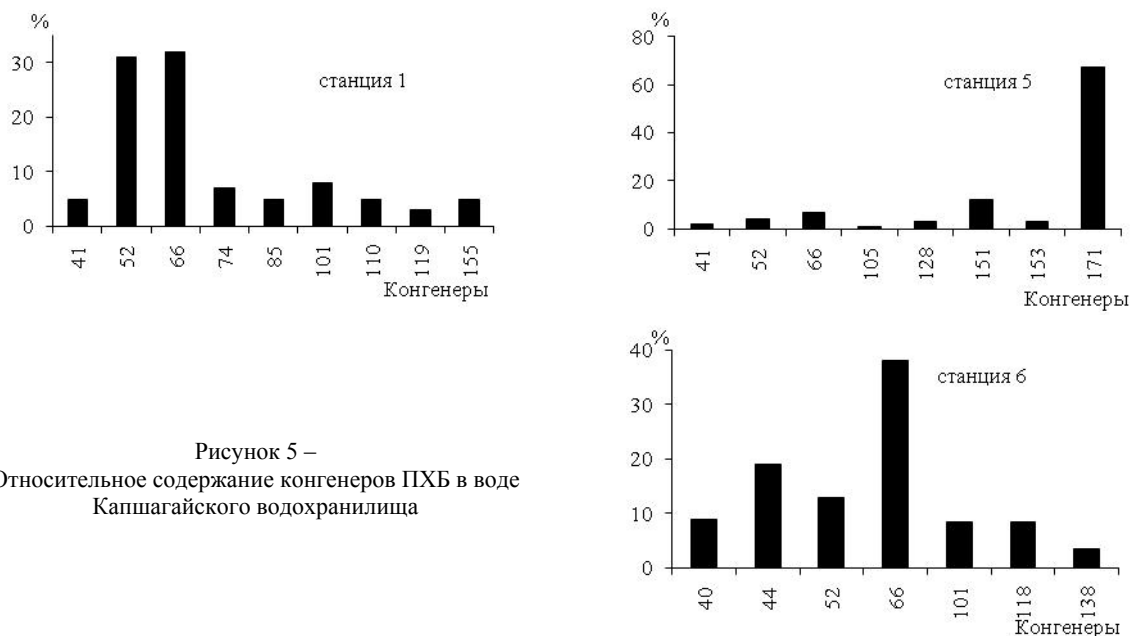 %
30
20
10
0
станция 1
41 52 66 74 85 101 110 119 155
Конгенеры
%
80
60
40
20
0
станция 5
41 52 66 105 128 151 153 171
Конгенеры
%
40
30
20
10
0
станция 6
40 44 52 66 101 118 138
Конгенеры
Рисунок 5 –
Относительное содержание конгенеров ПХБ в воде
Капшагайского водохранилища